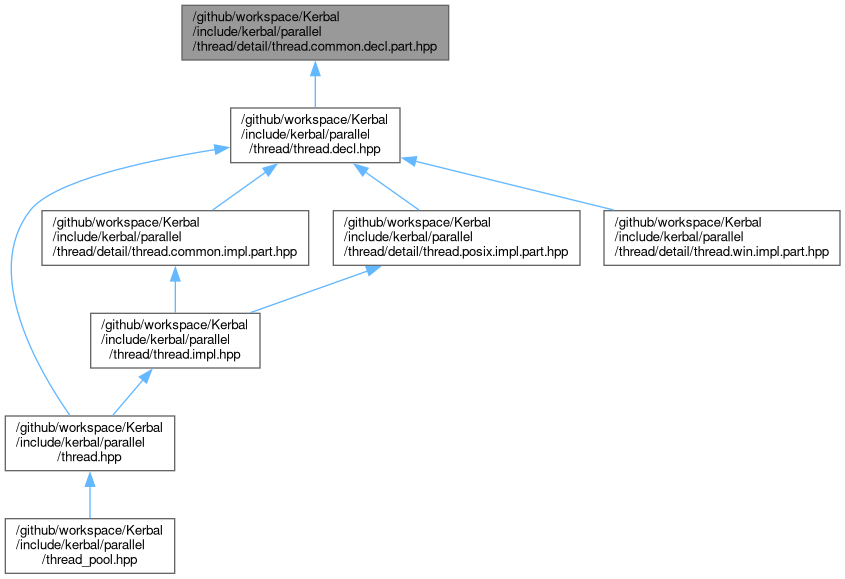 /github/workspace/Kerbal
/include/kerbal/parallel
/thread/detail/thread.common.decl.part.hpp
/github/workspace/Kerbal
/include/kerbal/parallel
/thread/thread.decl.hpp
/github/workspace/Kerbal
/include/kerbal/parallel
/thread/detail/thread.common.impl.part.hpp
/github/workspace/Kerbal
/include/kerbal/parallel
/thread/detail/thread.posix.impl.part.hpp
/github/workspace/Kerbal
/include/kerbal/parallel
/thread/detail/thread.win.impl.part.hpp
/github/workspace/Kerbal
/include/kerbal/parallel
/thread/thread.impl.hpp
/github/workspace/Kerbal
/include/kerbal/parallel
/thread.hpp
/github/workspace/Kerbal
/include/kerbal/parallel
/thread_pool.hpp